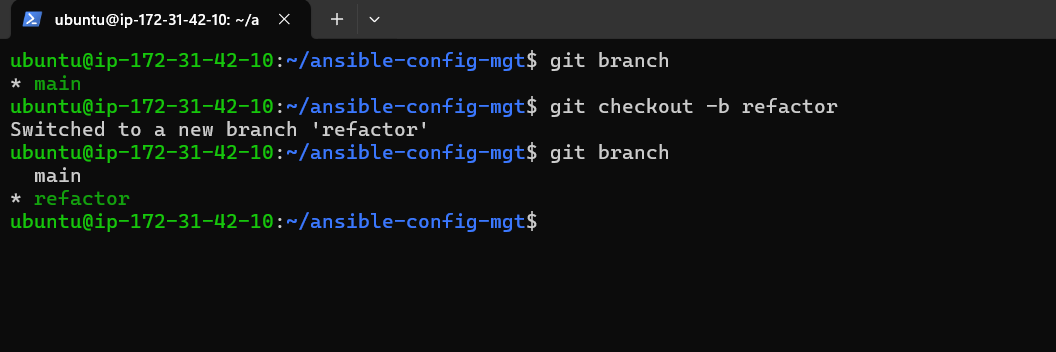 ubuntu@ip-172-31-42-10: ~/a
ubuntu@ip-172-31-42-10:~/ansible-config-mgt$ git branch
* main
ubuntu@ip-172-31-42-10:~/ansible-config-mgt$ git checkout -b refactor
Switched to a new branch 'refactor'
ubuntu@ip-172-31-42-10:~/ansible-config-mgt$ git branch
  main
* refactor
ubuntu@ip-172-31-42-10:~/ansible-config-mgt$